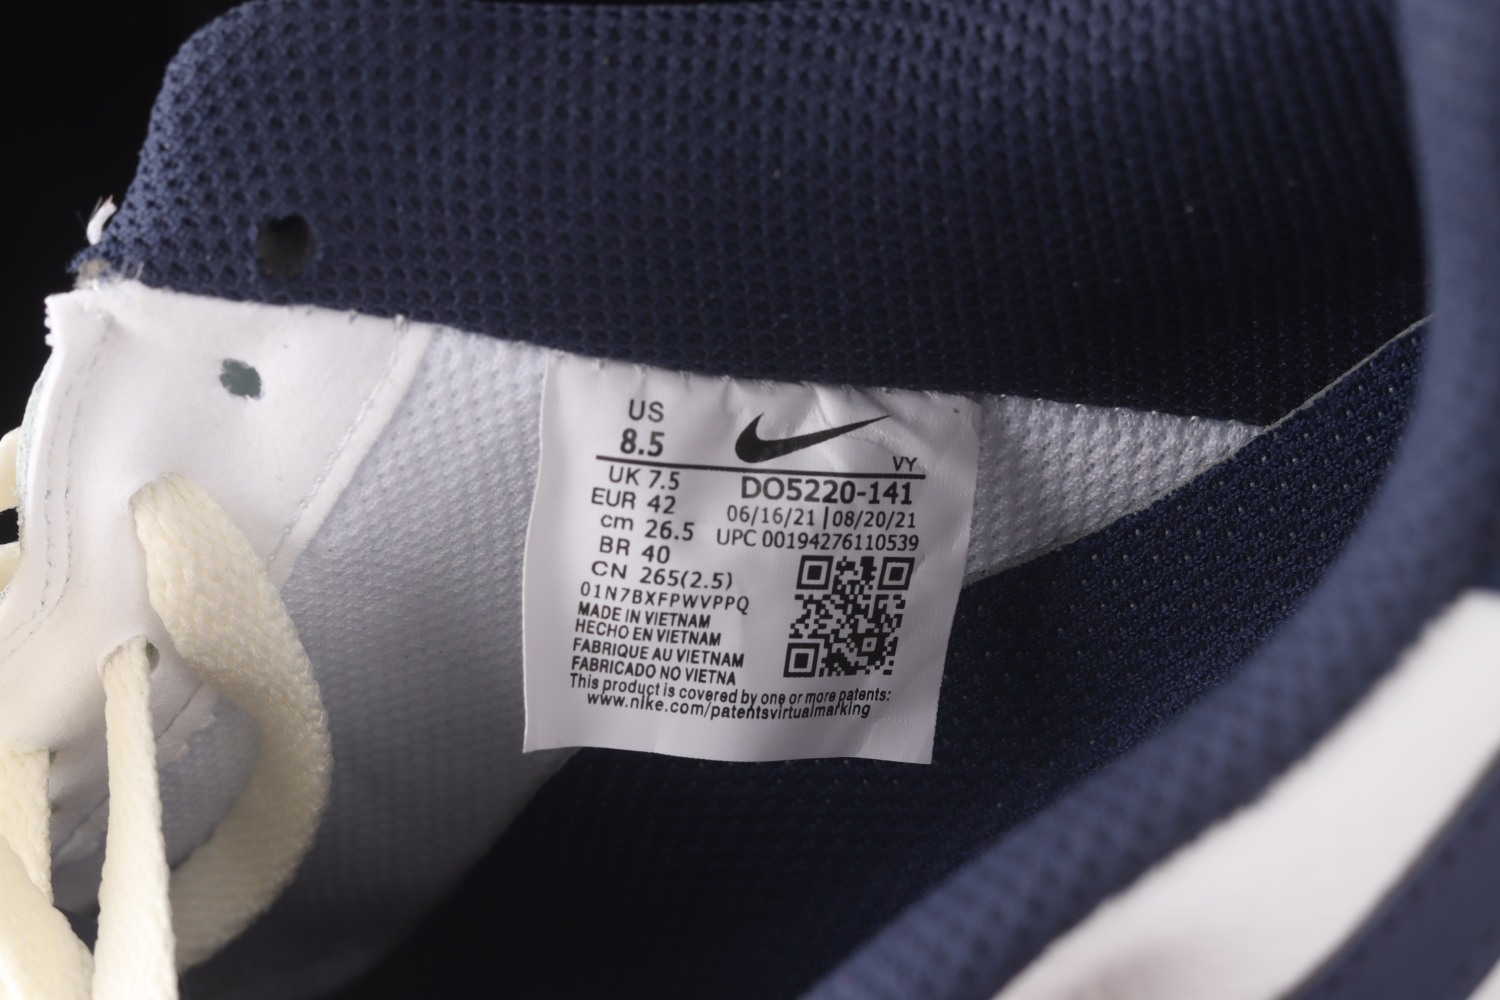 US
8.5
VY
UK 7.5
EUR 42
cm 26.5
BR 40
CN 265(2.5)
DO5220-141
06/16/21 | 08/20/21
UPC 00194276110539
01N7BXFPWVPPQ
MADE IN VIETNAM
HECHO EN VIETNAM
FABRIQUE AU VIETNAM
FABRICADO NO VIETNA
This product is covered by one or more patents:
www.nike.com/patentsvirtualmarking